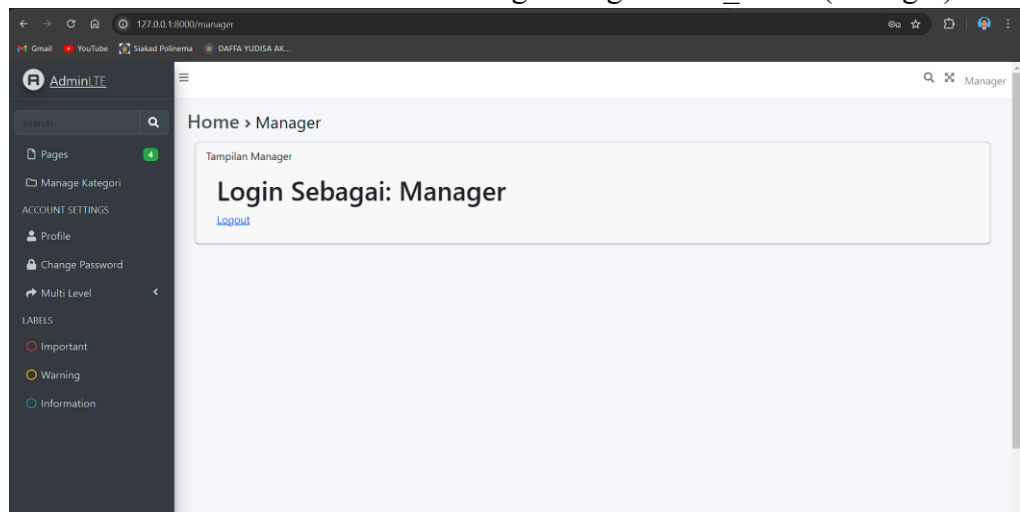 127.0.0.1:8000/manager
Gmail YouTube Siakad Polinema DAFFA YUDISA AK...
AdminLTE
Manager
search
Home › Manager
Pages 4
Tampilan Manager
Manage Kategori
Login Sebagai: Manager
ACCOUNT SETTINGS
Logout
Profile
Change Password
Multi Level
LABELS
Important
Warning
Information